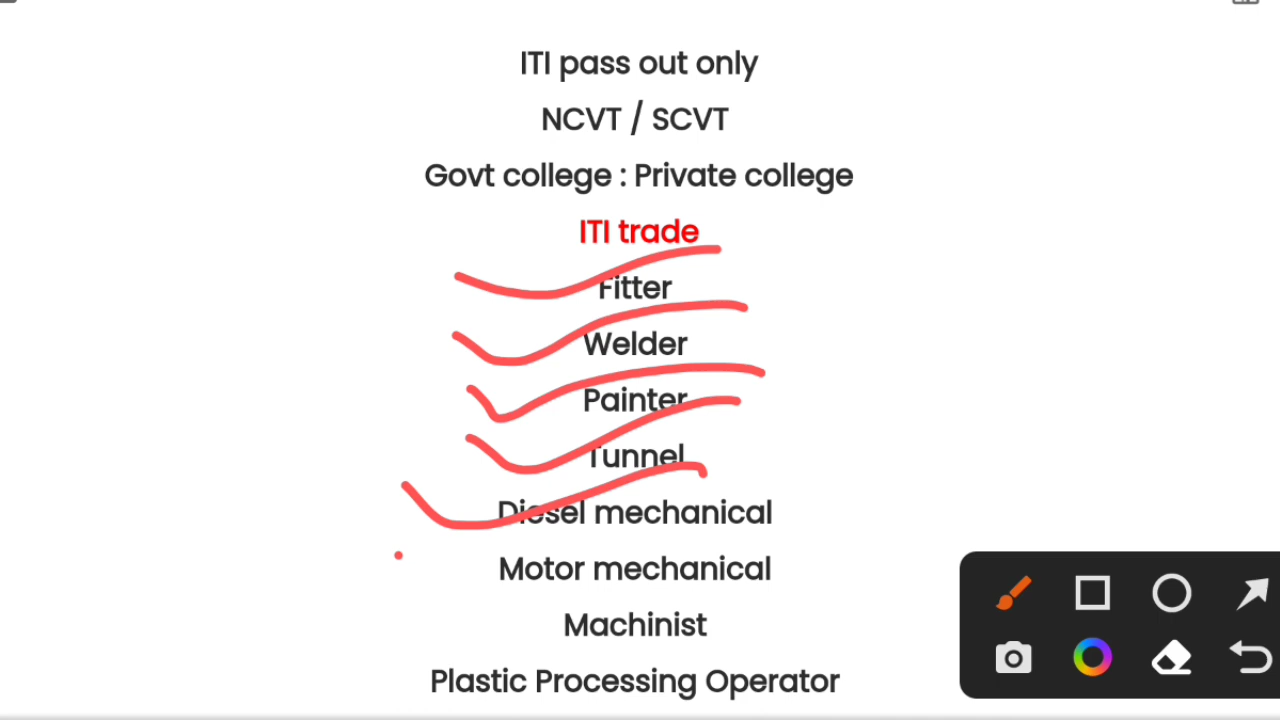 ITI pass out only
NCVT / SCVT
Govt college : Private college
ITI trade
Fitter
Welder
Painter
Tunnel
Diesel mechanical
Motor mechanical
Machinist
Plastic Processing Operator